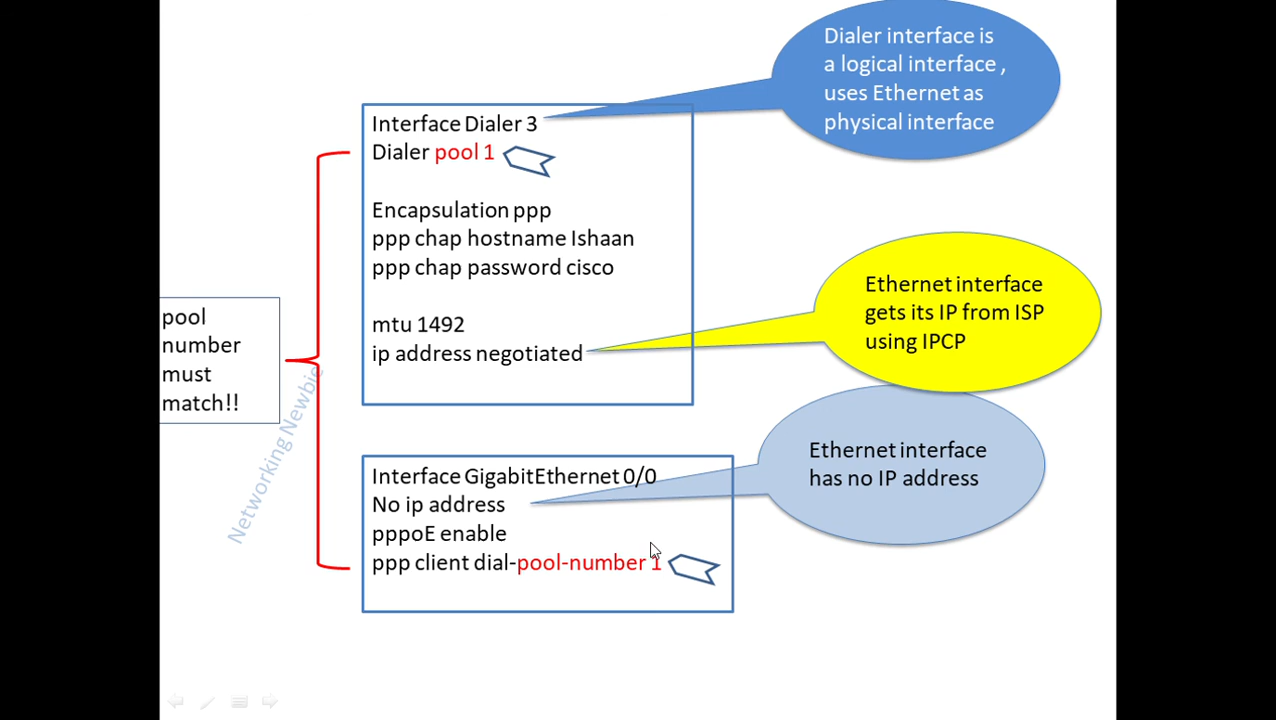 Dialer interface is
a logical interface ,
uses Ethernet as
physical interface
Interface Dialer 3
Dialer pool 1
Encapsulation ppp
ppp chap hostname Ishaan
ppp chap password cisco
mtu 1492
ip address negotiated
Ethernet interface
gets its IP from ISP
using IPCP
pool
number
must
match!!
Networking Newbie
Interface GigabitEthernet 0/0
No ip address
pppoE enable
ppp client dial-pool-number 1
Ethernet interface
has no IP address